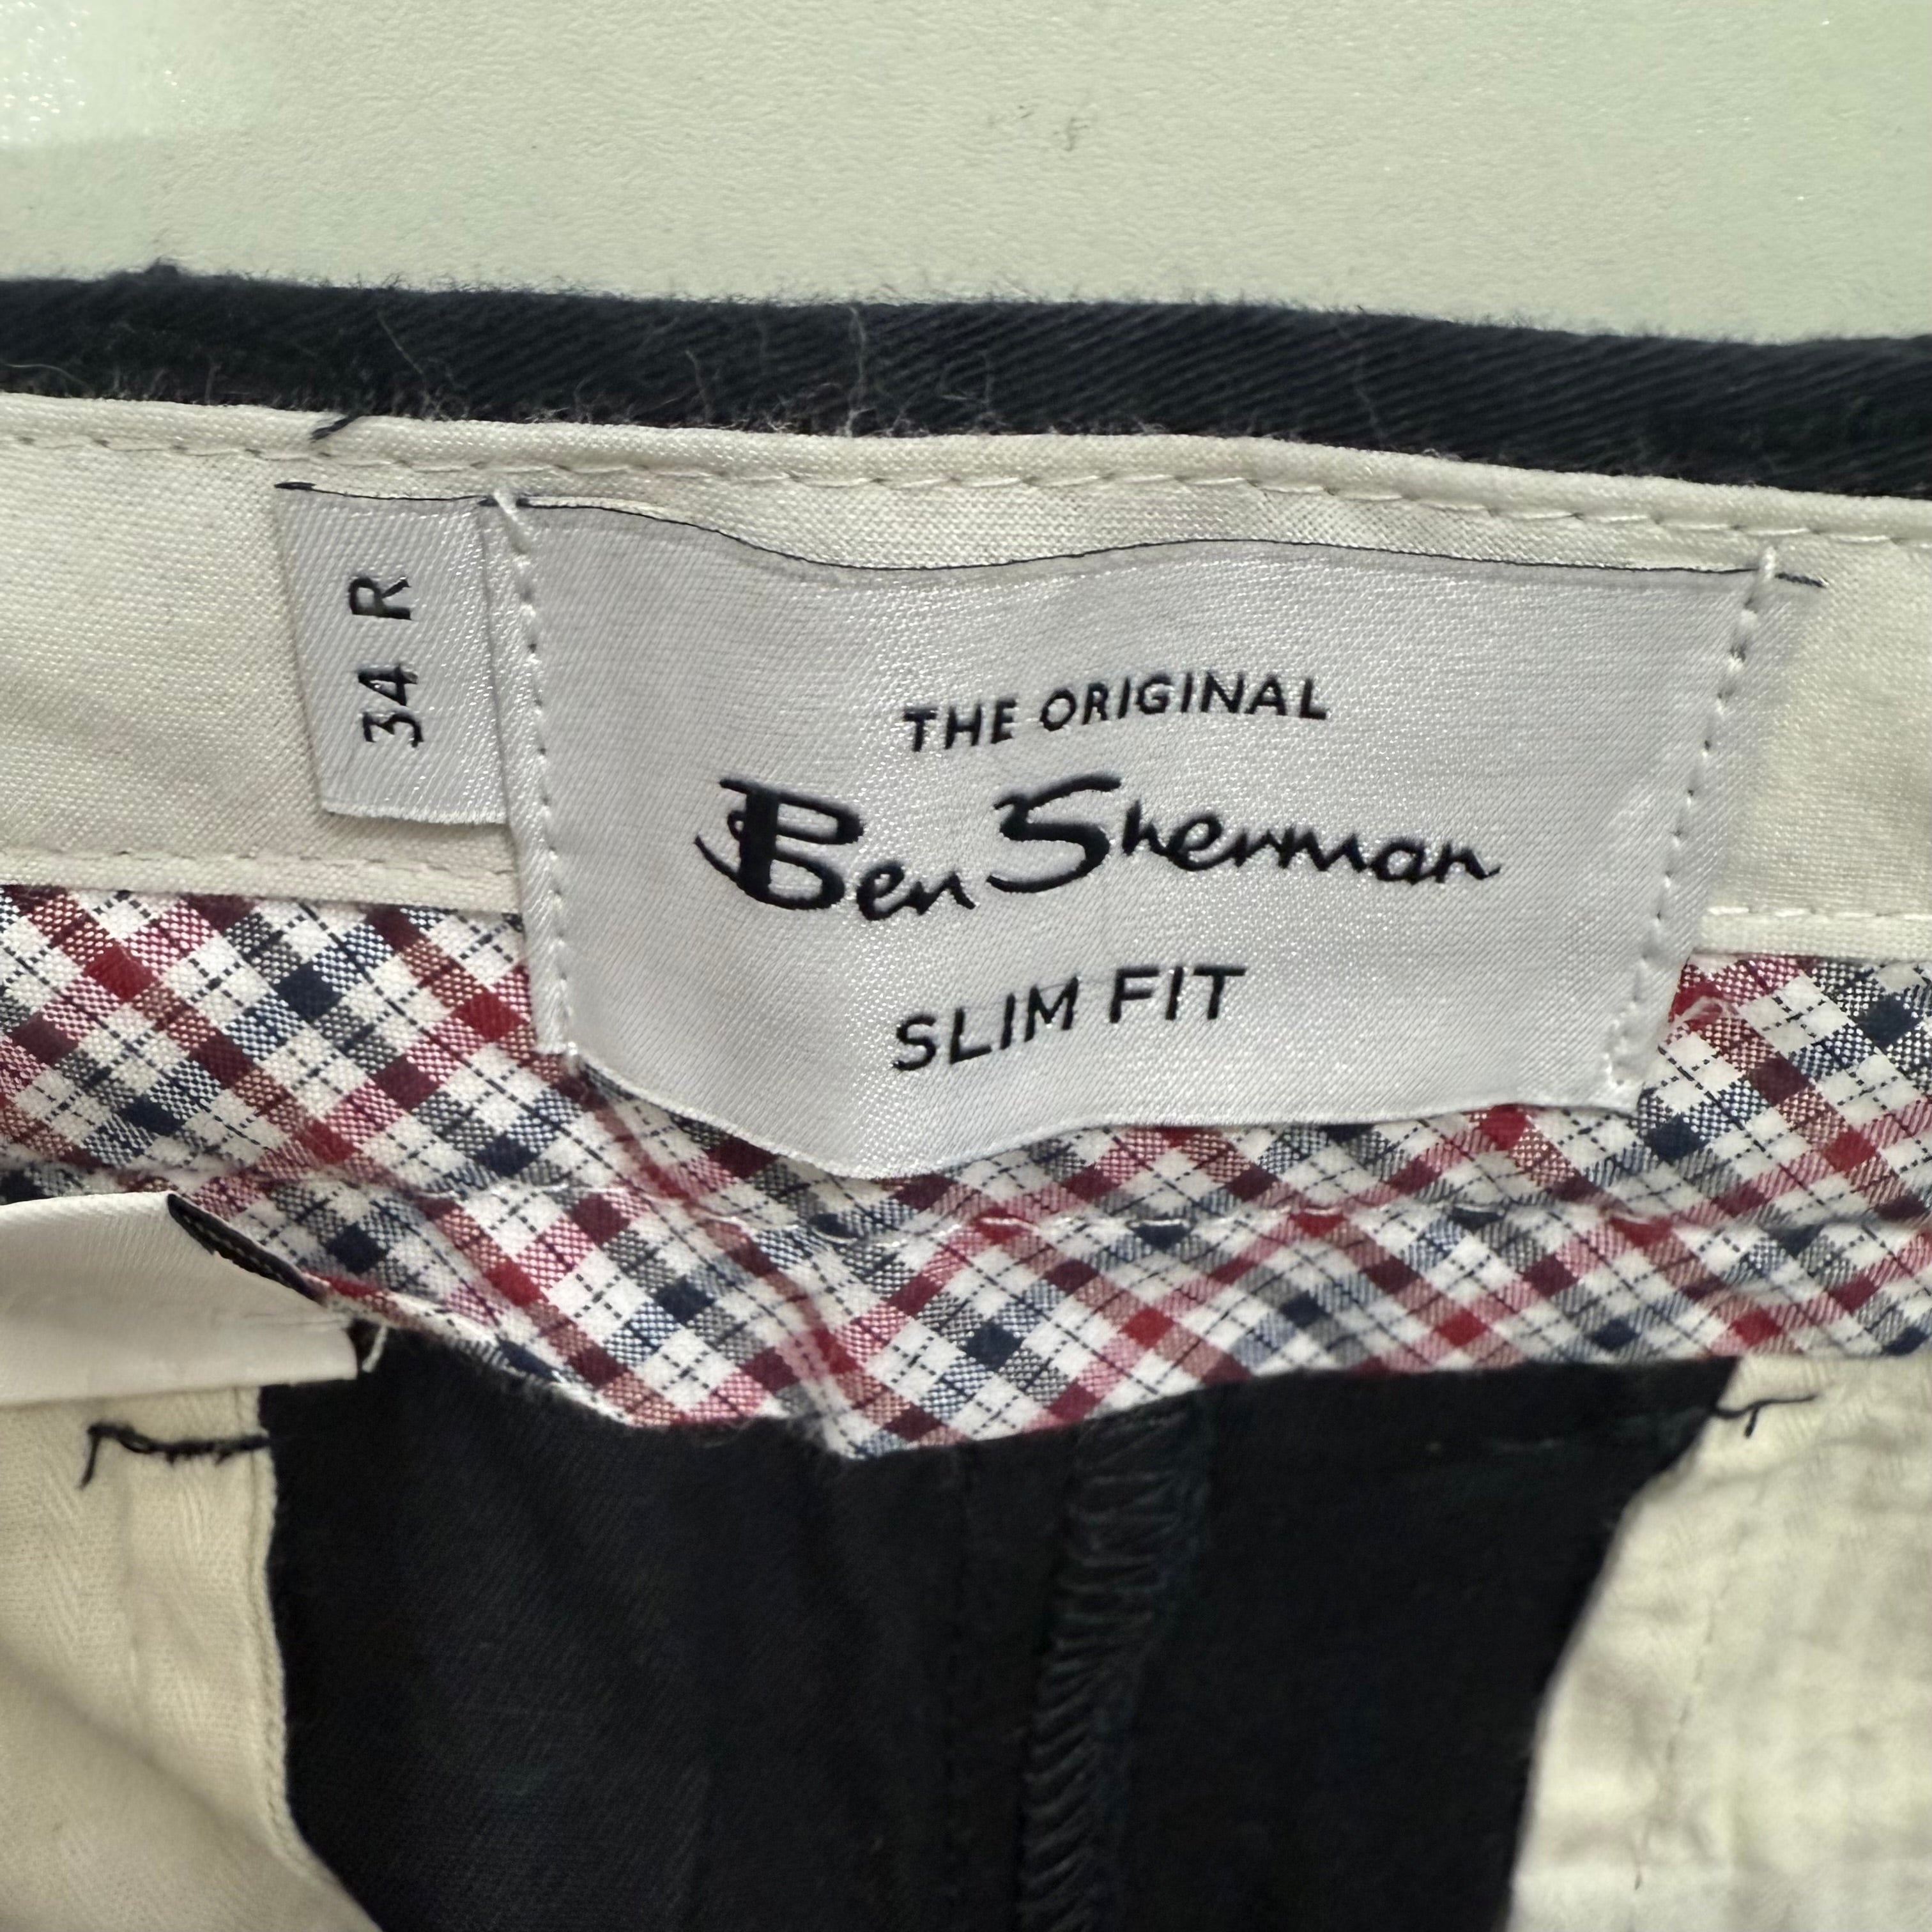 34 R
THE ORIGINAL
Ben Sherman
SLIM FIT